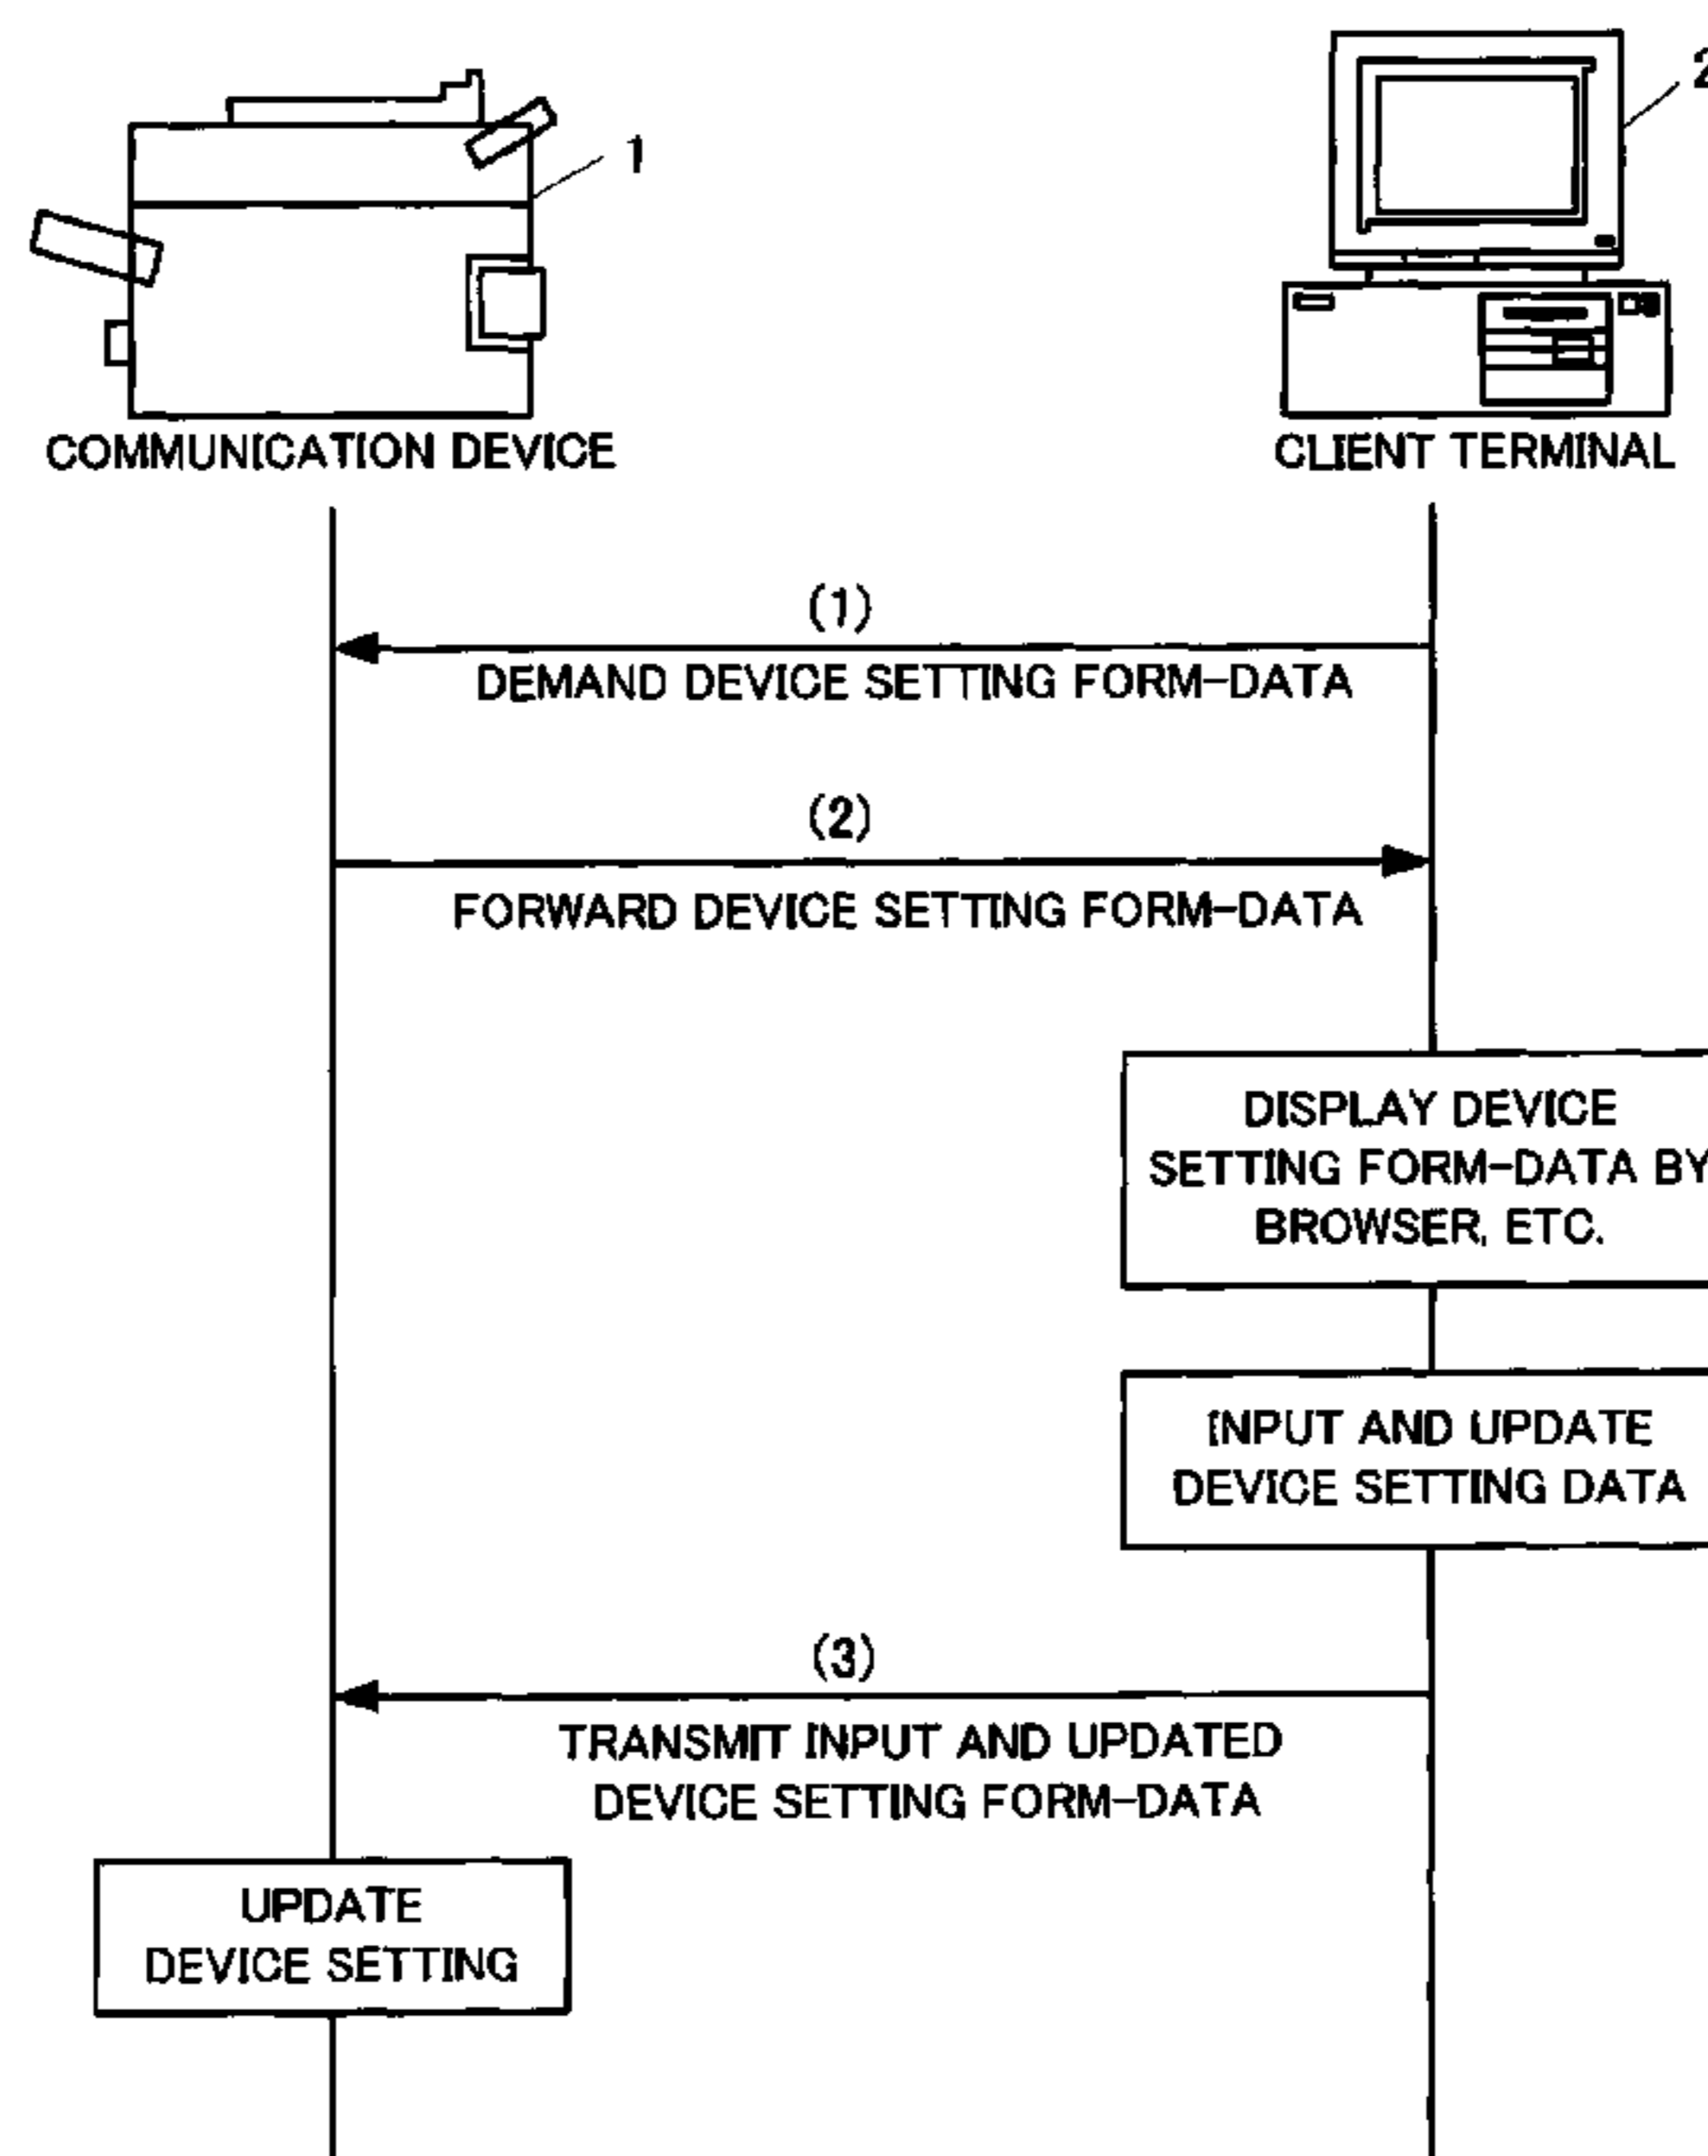 1
2
COMMUNICATION DEVICE
CLIENT TERMINAL
(1)
DEMAND DEVICE SETTING FORM-DATA
(2)
FORWARD DEVICE SETTING FORM-DATA
DISPLAY DEVICE
SETTING FORM-DATA BY
BROWSER, ETC.
INPUT AND UPDATE
DEVICE SETTING DATA
(3)
TRANSMIT INPUT AND UPDATED
DEVICE SETTING FORM-DATA
UPDATE
DEVICE SETTING